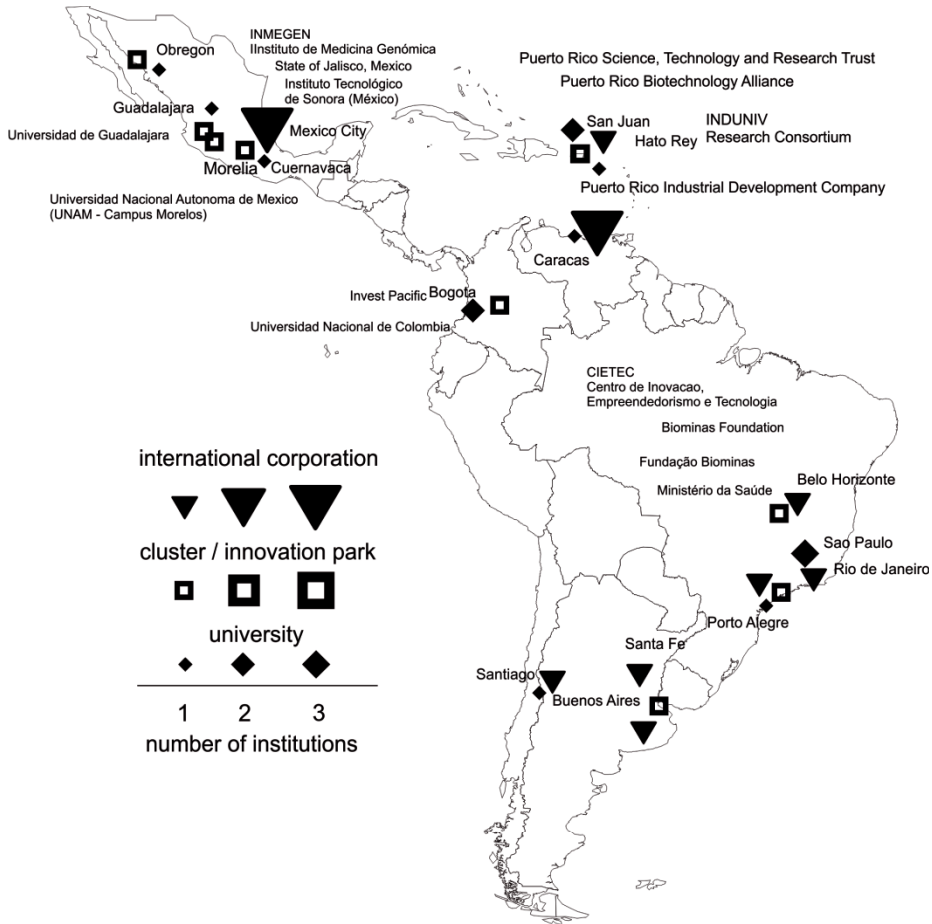 Obregon
INMEGEN
IInstituto de Medicina Genómica
State of Jalisco, Mexico
Instituto Tecnológico
de Sonora (México)
Guadalajara
Universidad de Guadalajara
Mexico City
Morelia
Cuernavaca
Universidad Nacional Autonoma de Mexico
(UNAM - Campus Morelos)
Puerto Rico Science, Technology and Research Trust
Puerto Rico Biotechnology Alliance
San Juan
Hato Rey
INDUNIV
Research Consortium
Puerto Rico Industrial Development Company
Caracas
Invest Pacific
Bogota
Universidad Nacional de Colombia
CIETEC
Centro de Inovacao,
Empreendedorismo e Tecnologia
Biominas Foundation
Fundação Biominas
Ministério da Saúde
Belo Horizonte
Sao Paulo
Rio de Janeiro
Porto Alegre
Santa Fe
Santiago
Buenos Aires
international corporation
cluster / innovation park
university
1 2 3
number of institutions